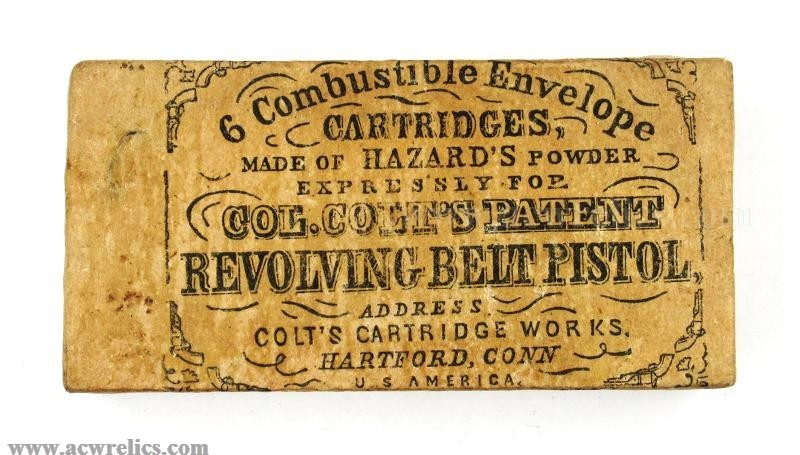 6 Combustible Envelope
CARTRIDGES,
MADE OF HAZARD'S POWDER
EXPRESSLY FOR
COL. COLT'S PATENT
REVOLVING BELT PISTOL,
ADDRESS
COLT'S CARTRIDGE WORKS.
HARTFORD, CONN
U.S AMERICA.
www.acwrelics.com